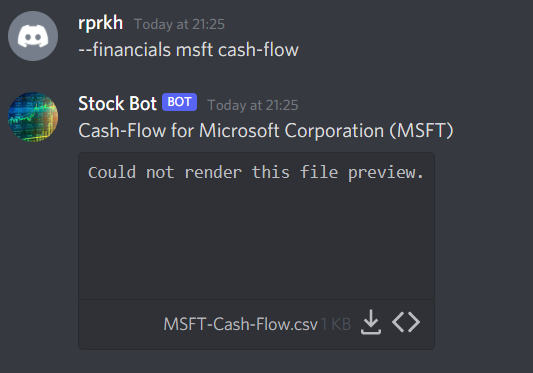 rprkh Today at 21:25
--financials msft cash-flow
Stock Bot BOT Today at 21:25
Cash-Flow for Microsoft Corporation (MSFT)
Could not render this file preview.
MSFT-Cash-Flow.csv 1 KB